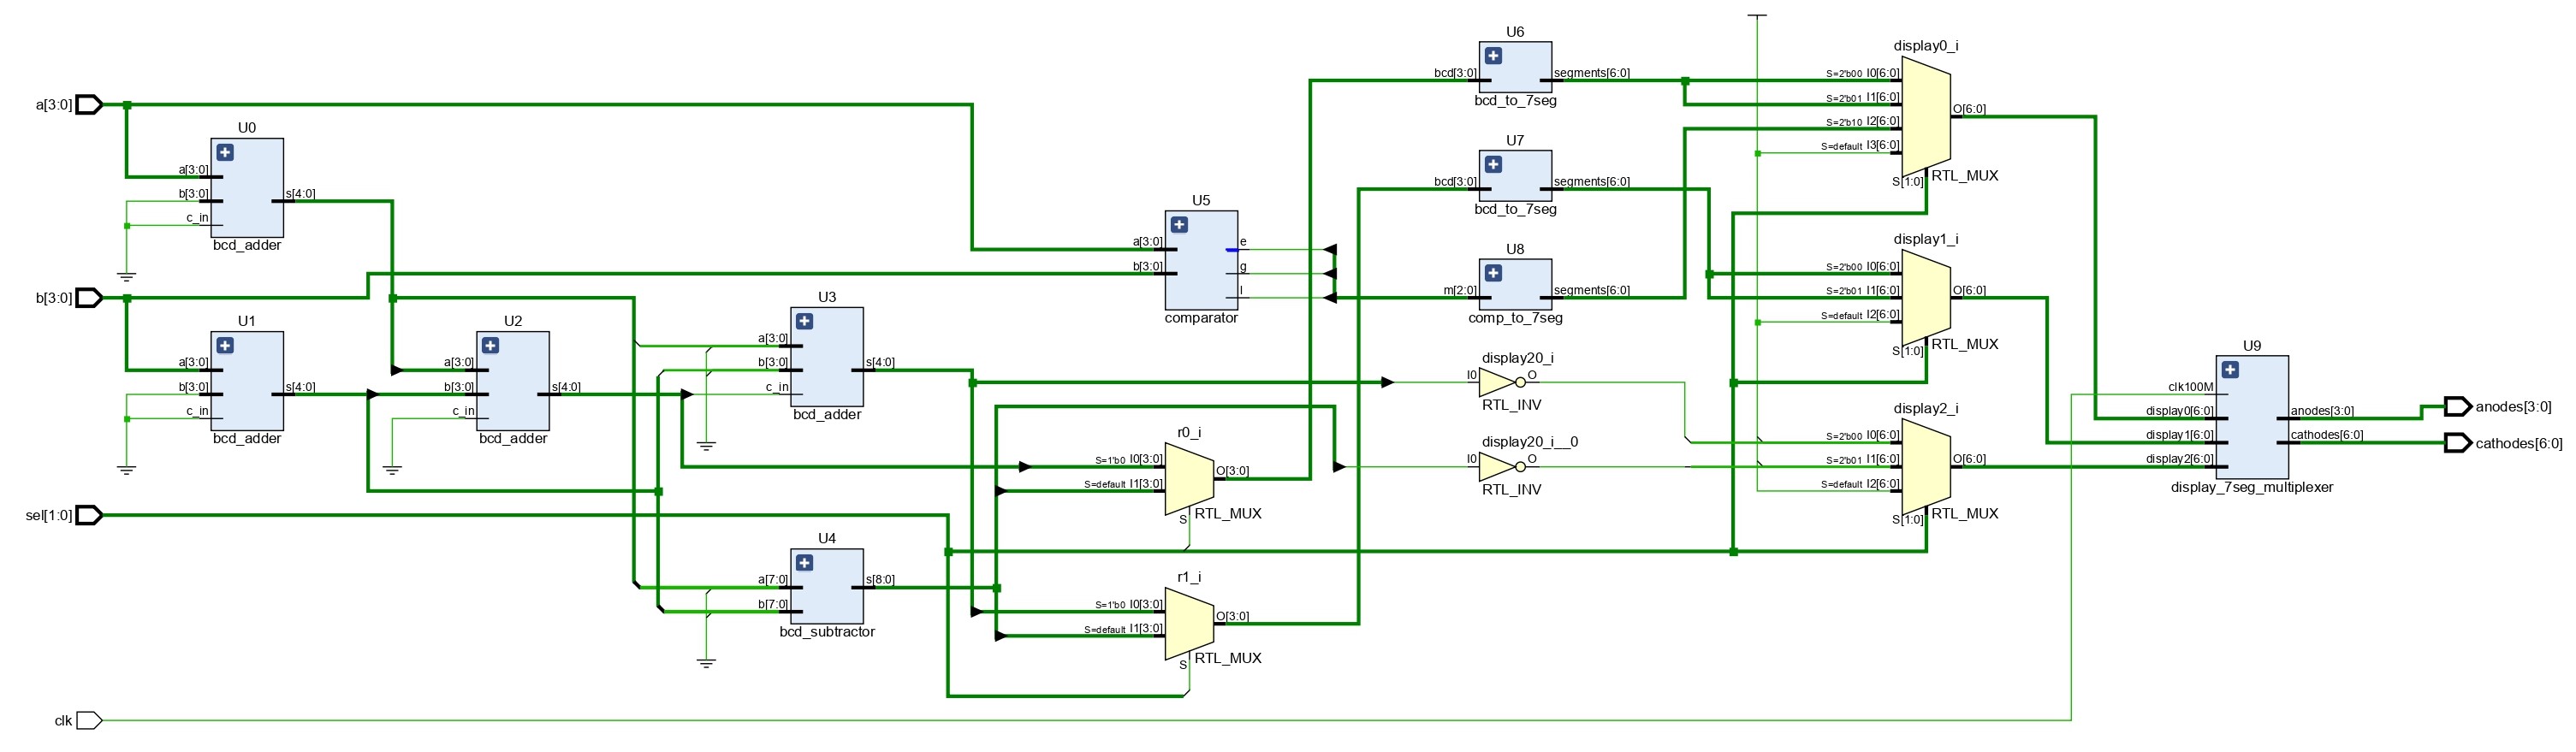 a[3:0]
b[3:0]
sel[1:0]
clk
U0
a[3:0]
b[3:0]
c_in
s[4:0]
bcd_adder
U1
a[3:0]
b[3:0]
c_in
s[4:0]
bcd_adder
U2
a[3:0]
b[3:0]
c_in
s[4:0]
bcd_adder
U3
a[3:0]
b[3:0]
c_in
s[4:0]
bcd_adder
U4
a[7:0]
b[7:0]
s[8:0]
bcd_subtractor
U5
a[3:0]
b[3:0]
e
g
l
comparator
r0_i
S=1'b0 I0[3:0]
S=default I1[3:0]
O[3:0]
S
RTL_MUX
r1_i
S=1'b0 I0[3:0]
S=default I1[3:0]
O[3:0]
S
RTL_MUX
U6
bcd[3:0]
segments[6:0]
bcd_to_7seg
U7
bcd[3:0]
segments[6:0]
bcd_to_7seg
U8
m[2:0]
segments[6:0]
comp_to_7seg
display20_i
I0
O
RTL_INV
display20_i__0
I0
O
RTL_INV
display0_i
S=2'b00 I0[6:0]
S=2'b01 I1[6:0]
S=2'b10 I2[6:0]
S=default I3[6:0]
O[6:0]
S[1:0]
RTL_MUX
display1_i
S=2'b00 I0[6:0]
S=2'b01 I1[6:0]
S=default I2[6:0]
O[6:0]
S[1:0]
RTL_MUX
display2_i
S=2'b00 I0[6:0]
S=2'b01 I1[6:0]
S=default I2[6:0]
O[6:0]
S[1:0]
RTL_MUX
U9
clk100M
display0[6:0]
display1[6:0]
display2[6:0]
anodes[3:0]
cathodes[6:0]
display_7seg_multiplexer
anodes[3:0]
cathodes[6:0]